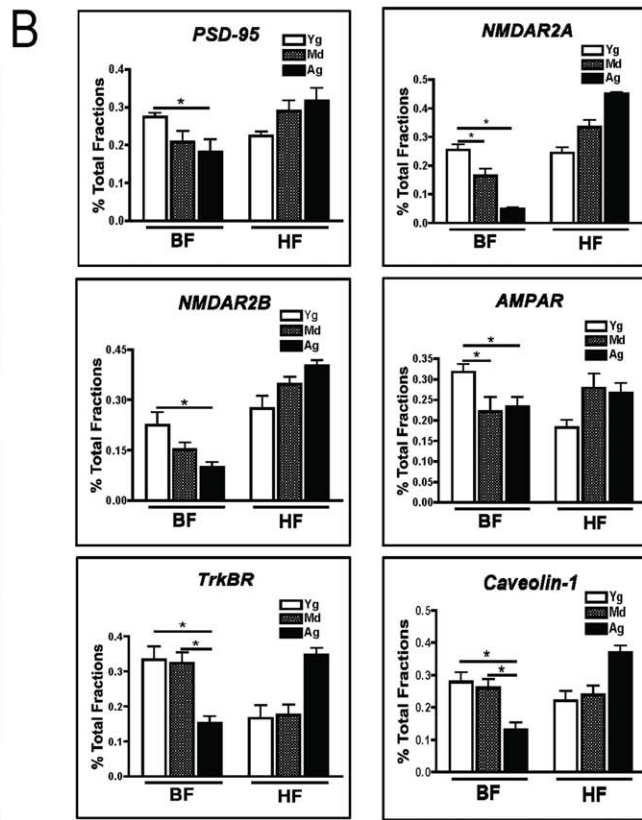 B
PSD-95
Yg
Md
Ag
% Total Fractions
0.4
0.3
0.2
0.1
0.0
*
BF
HF
NMDAR2A
Yg
Md
Ag
% Total Fractions
0.5
0.4
0.3
0.2
0.1
0.0
*
*
BF
HF
NMDAR2B
Yg
Md
Ag
% Total Fractions
0.45
0.30
0.15
0.00
*
BF
HF
AMPAR
Yg
Md
Ag
% Total Fractions
0.35
0.30
0.25
0.20
0.15
0.10
0.05
0.00
*
*
BF
HF
TrkBR
Yg
Md
Ag
% Total Fractions
0.4
0.3
0.2
0.1
0.0
*
*
BF
HF
Caveolin-1
Yg
Md
Ag
% Total Fractions
0.5
0.4
0.3
0.2
0.1
0.0
*
*
BF
HF